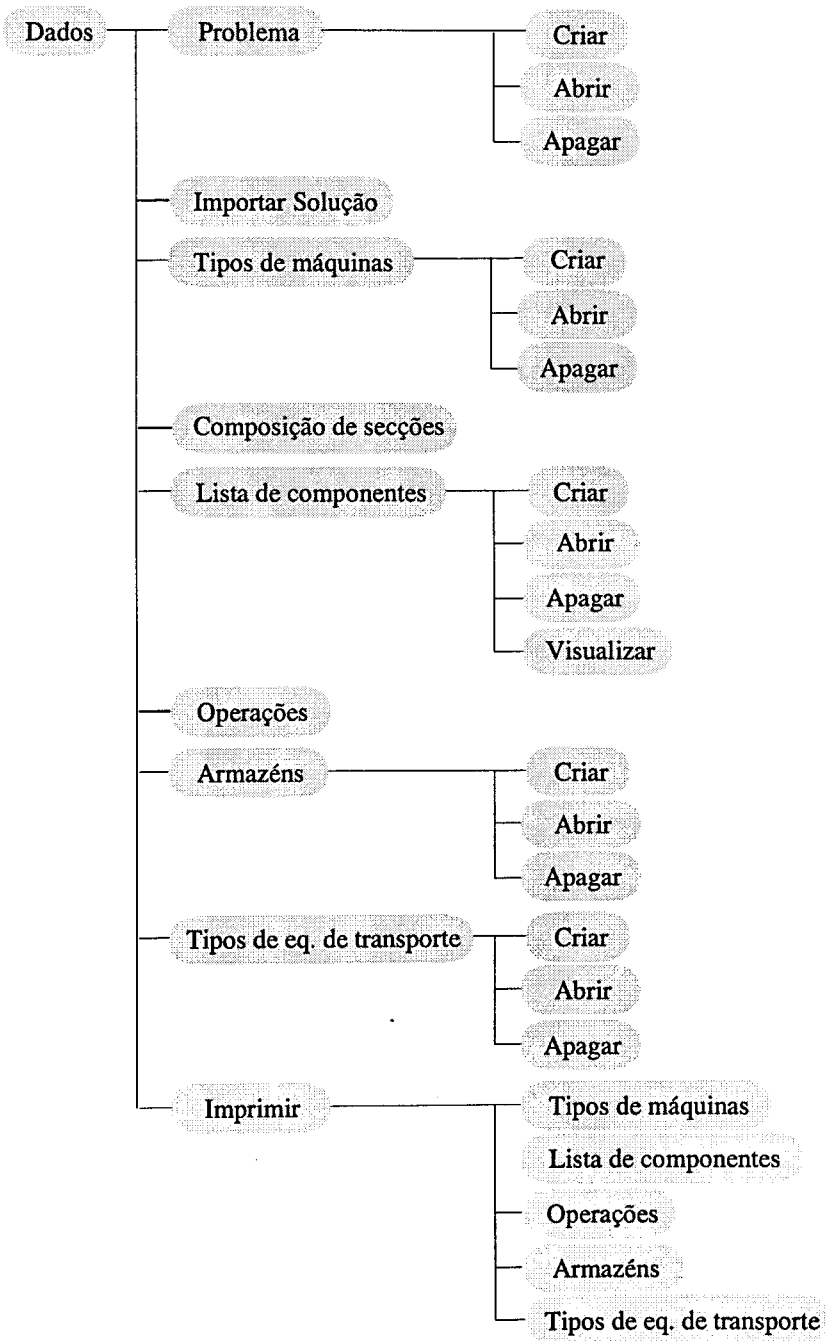 Dados
Problema
Criar
Abrir
Apagar
Importar Solução
Tipos de máquinas
Criar
Abrir
Apagar
Composição de secções
Lista de componentes
Criar
Abrir
Apagar
Visualizar
Operações
Armazéns
Criar
Abrir
Apagar
Tipos de eq. de transporte
Criar
Abrir
Apagar
Imprimir
Tipos de máquinas
Lista de componentes
Operações
Armazéns
Tipos de eq. de transporte